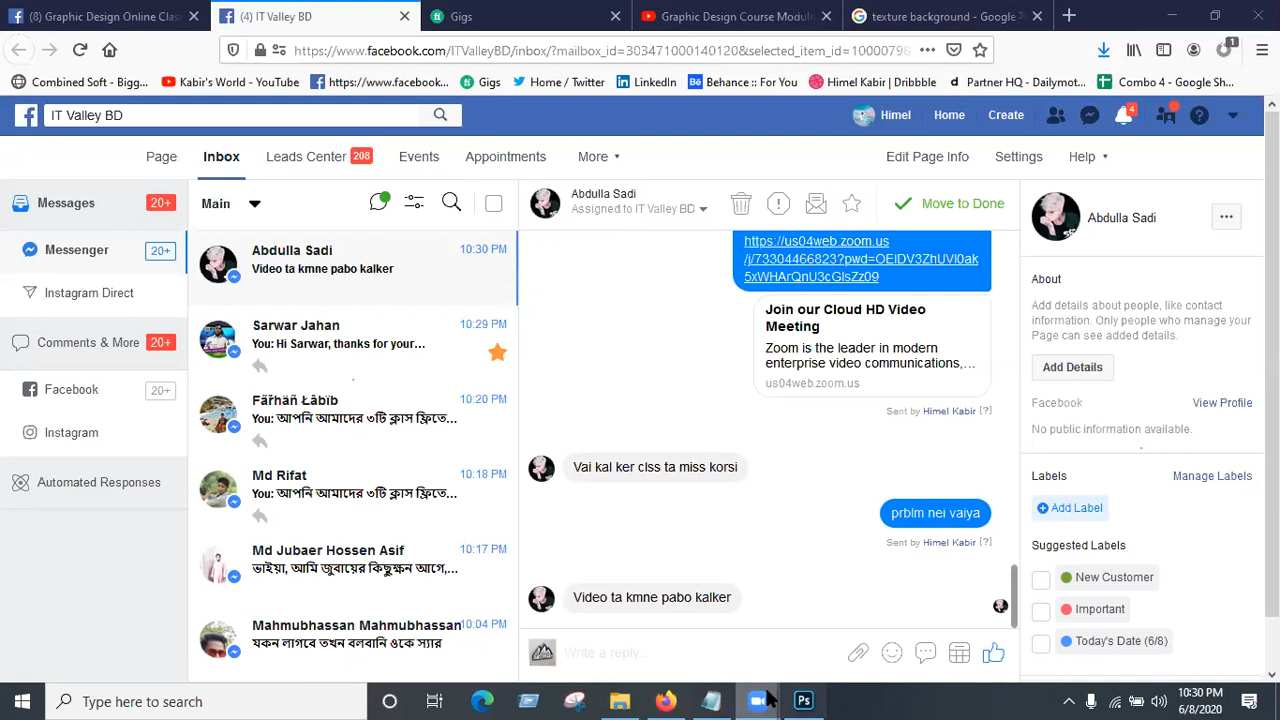 (8) Graphic Design Online Clas
(4) IT Valley BD
Gigs
Graphic Design Course Modul
texture background - Google
https://www.facebook.com/ITValleyBD/inbox/?mailbox_id=303471000140120&selected_item_id=10000798
1
Combined Soft - Bigg...
Kabir's World - YouTube
https://www.facebook...
Gigs
Home / Twitter
LinkedIn
Behance :: For You
Himel Kabir | Dribbble
Partner HQ - Dailymot...
Combo 4 - Google Sh...
IT Valley BD
Himel
Home
Create
4
Page
Inbox
Leads Center 208
Events
Appointments
More
Edit Page Info
Settings
Help
Messages 20+
Messenger 20+
Instagram Direct
Comments & More 20+
Facebook 20+
Instagram
Automated Responses
Main
Abdulla Sadi 10:30 PM
Video ta kmne pabo kalker
Sarwar Jahan 10:29 PM
You: Hi Sarwar, thanks for your...
Fãřhäñ Łâbïb 10:20 PM
You: আপনি আমাদের ৩টি ক্লাস ফ্রিতে...
Md Rifat 10:18 PM
You: আপনি আমাদের ৩টি ক্লাস ফ্রিতে...
Md Jubaer Hossen Asif 10:17 PM
ভাইয়া, আমি জুবায়ের কিছুক্ষন আগে,...
Mahmubhassan Mahmubhassan 10:04 PM
যকন লাগবে তখন বলবানি ওকে স্যার
Abdulla Sadi
Assigned to IT Valley BD
Move to Done
https://us04web.zoom.us
/j/73304466823?pwd=OEIDV3ZhUVI0ak
5xWHArQnU3cGlsZz09
Join our Cloud HD Video
Meeting
Zoom is the leader in modern
enterprise video communications,...
us04web.zoom.us
Sent by Himel Kabir [?]
Vai kal ker clss ta miss korsi
prblm nei vaiya
Sent by Himel Kabir [?]
Video ta kmne pabo kalker
Write a reply...
Abdulla Sadi
About
Add details about people, like contact
information. Only people who manage your
Page can see added details.
Add Details
Facebook
View Profile
No public information available.
Labels
Manage Labels
Add Label
Suggested Labels
New Customer
Important
Today's Date (6/8)
Type here to search
Ps
10:30 PM
6/8/2020